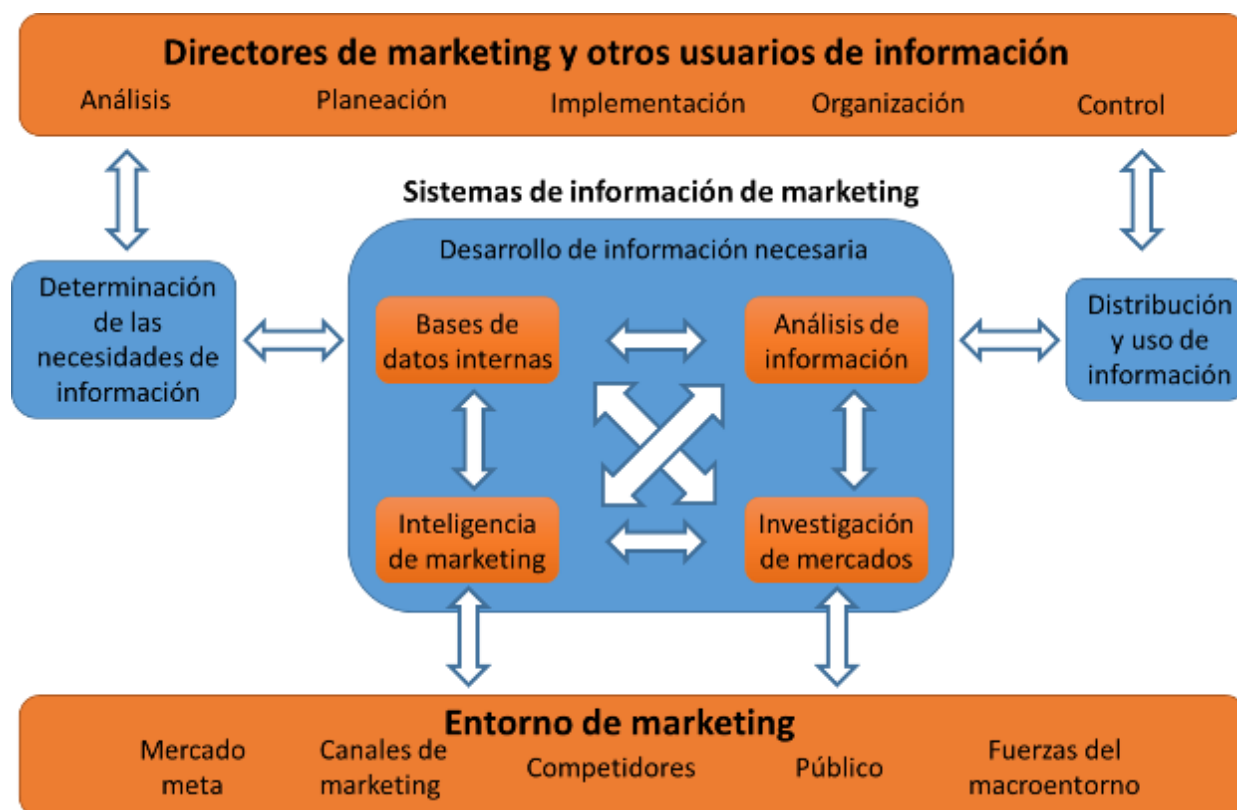 Directores de marketing y otros usuarios de información
Análisis Planeación Implementación Organización Control
Sistemas de información de marketing
Desarrollo de información necesaria
Determinación
de las
necesidades de
información
Bases de
datos internas
Análisis de
información
Distribución
y uso de
información
Inteligencia
de marketing
Investigación
de mercados
Entorno de marketing
Mercado
meta
Canales de
marketing
Competidores
Público
Fuerzas del
macroentorno